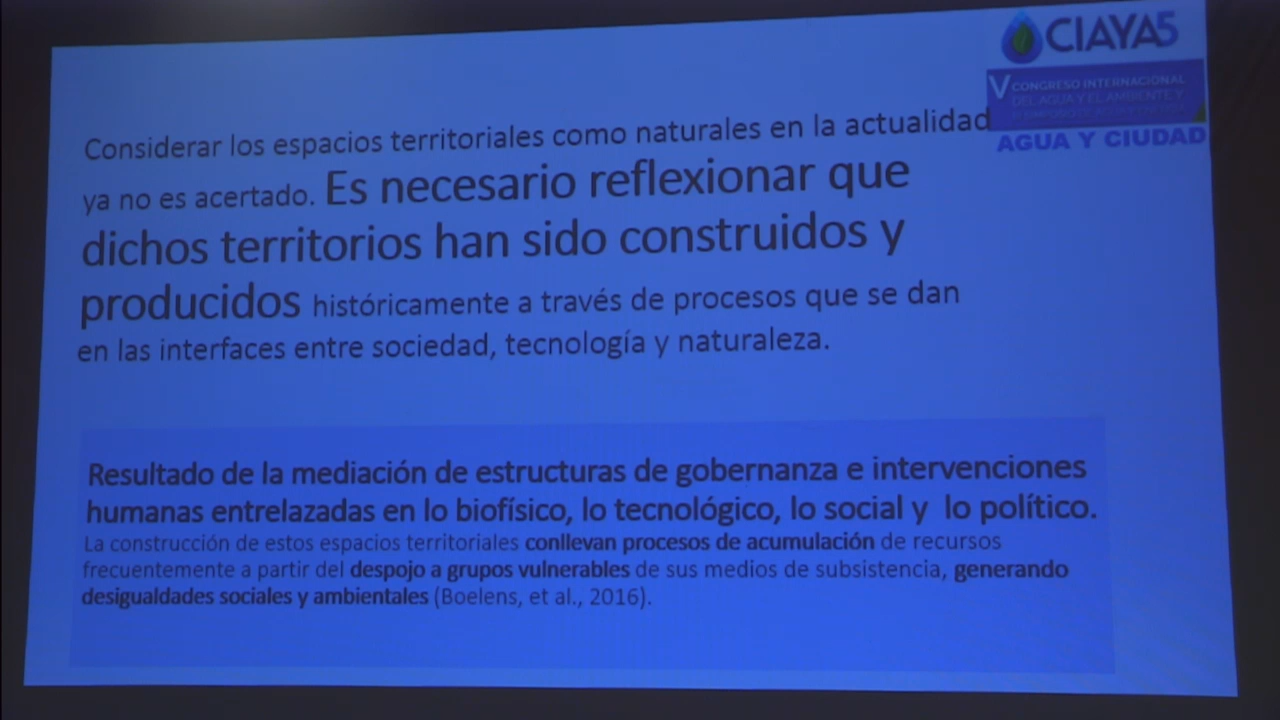 CIAYA5
V CONGRESO INTERNACIONAL
DEL AGUA Y EL AMBIENTE Y
AGUA Y CIUDAD
Considerar los espacios territoriales como naturales en la actualidad
ya no es acertado. Es necesario reflexionar que
dichos territorios han sido construidos y
producidos históricamente a través de procesos que se dan
en las interfaces entre sociedad, tecnología y naturaleza.
Resultado de la mediación de estructuras de gobernanza e intervenciones
humanas entrelazadas en lo biofísico, lo tecnológico, lo social y lo político.
La construcción de estos espacios territoriales conllevan procesos de acumulación de recursos
frecuentemente a partir del despojo a grupos vulnerables de sus medios de subsistencia, generando
desigualdades sociales y ambientales (Boelens, et al., 2016).